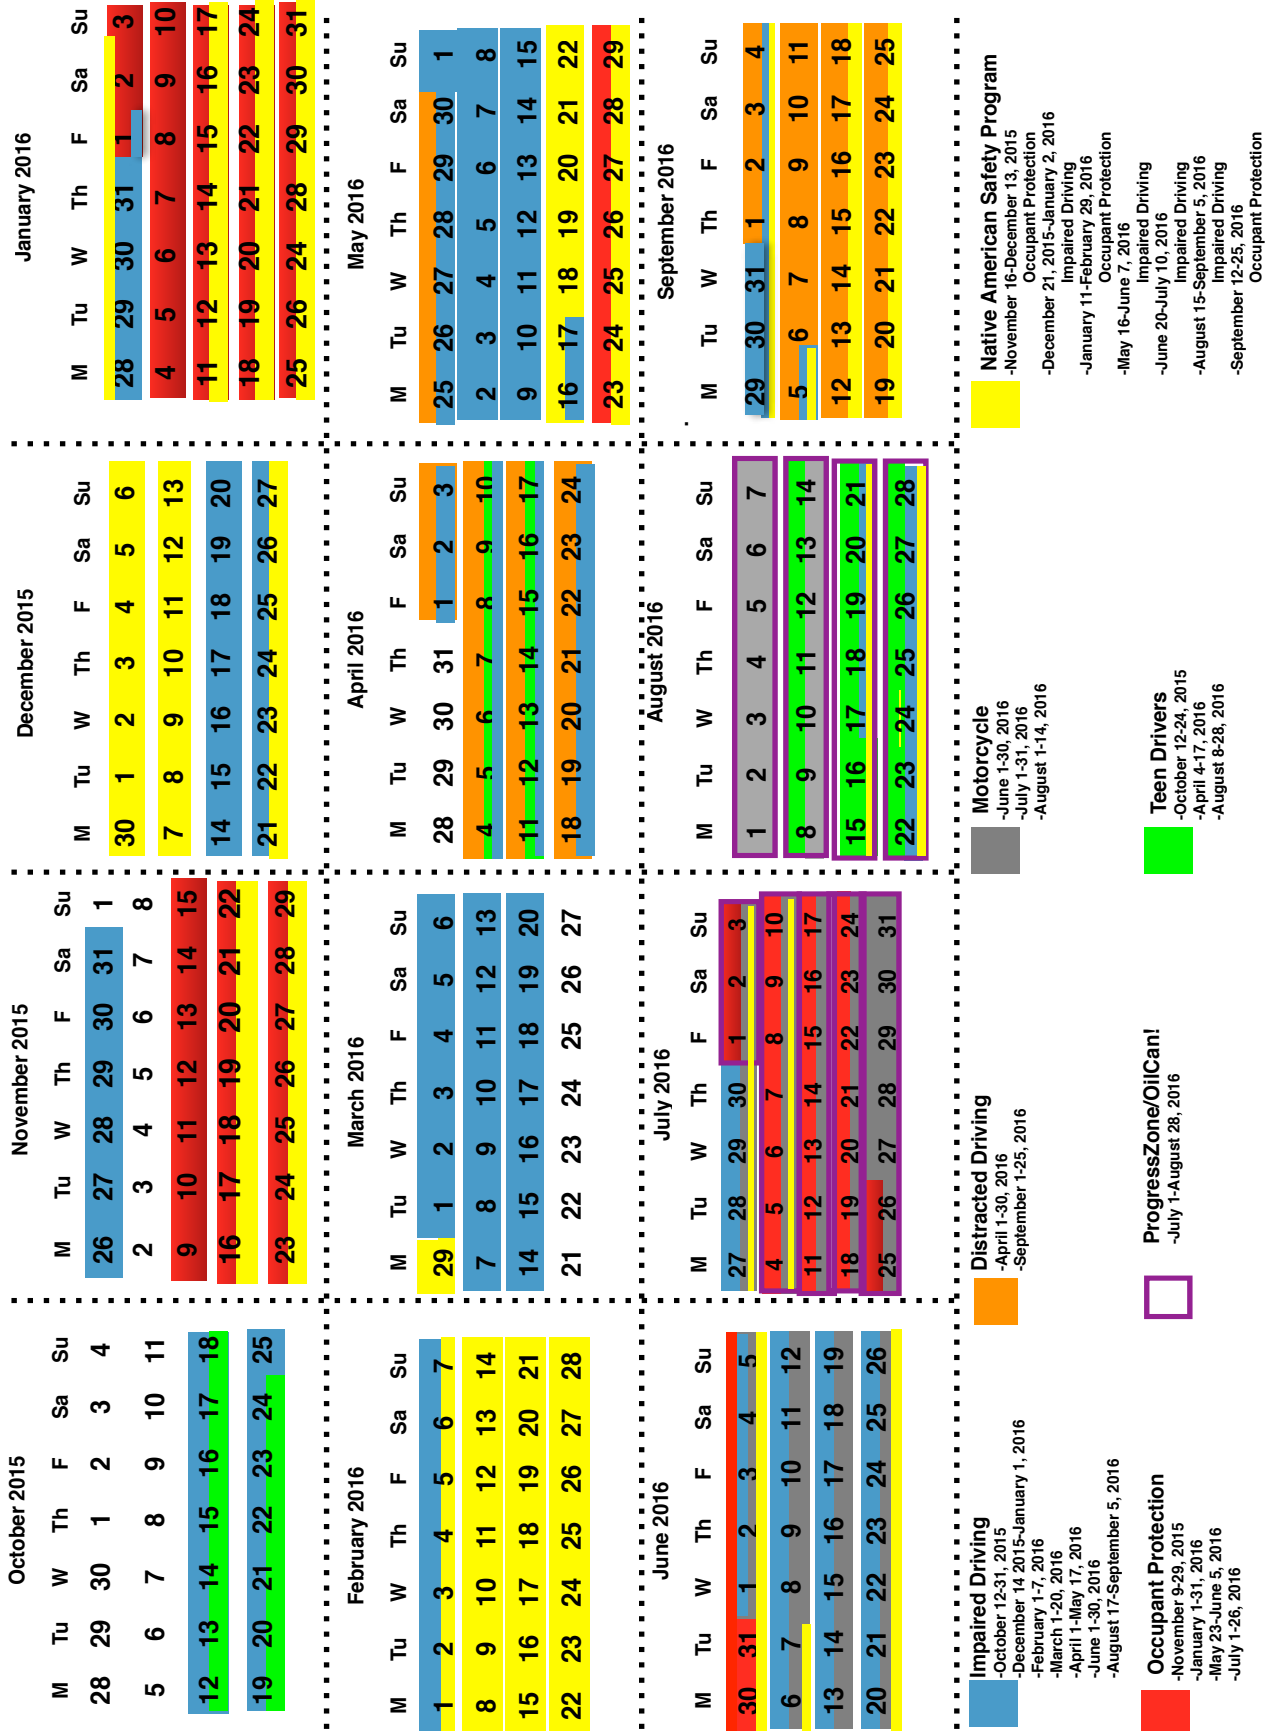 October 2015
M Tu W Th F Sa Su
28 29 30 1 2 3 4
5 6 7 8 9 10 11
12 13 14 15 16 17 18
19 20 21 22 23 24 25
November 2015
M Tu W Th F Sa Su
26 27 28 29 30 31 1
2 3 4 5 6 7 8
9 10 11 12 13 14 15
16 17 18 19 20 21 22
23 24 25 26 27 28 29
December 2015
M Tu W Th F Sa Su
30 1 2 3 4 5 6
7 8 9 10 11 12 13
14 15 16 17 18 19 20
21 22 23 24 25 26 27
January 2016
M Tu W Th F Sa Su
28 29 30 31 1 2 3
4 5 6 7 8 9 10
11 12 13 14 15 16 17
18 19 20 21 22 23 24
25 26 24 28 29 30 31
February 2016
M Tu W Th F Sa Su
1 2 3 4 5 6 7
8 9 10 11 12 13 14
15 16 17 18 19 20 21
22 23 24 25 26 27 28
March 2016
M Tu W Th F Sa Su
29 1 2 3 4 5 6
7 8 9 10 11 12 13
14 15 16 17 18 19 20
21 22 23 24 25 26 27
April 2016
M Tu W Th F Sa Su
28 29 30 31 1 2 3
4 5 6 7 8 9 10
11 12 13 14 15 16 17
18 19 20 21 22 23 24
May 2016
M Tu W Th F Sa Su
25 26 27 28 29 30 1
2 3 4 5 6 7 8
9 10 11 12 13 14 15
16 17 18 19 20 21 22
23 24 25 26 27 28 29
June 2016
M Tu W Th F Sa Su
30 31 1 2 3 4 5
6 7 8 9 10 11 12
13 14 15 16 17 18 19
20 21 22 23 24 25 26
July 2016
M Tu W Th F Sa Su
27 28 29 30 1 2 3
4 5 6 7 8 9 10
11 12 13 14 15 16 17
18 19 20 21 22 23 24
25 26 27 28 29 30 31
August 2016
M Tu W Th F Sa Su
1 2 3 4 5 6 7
8 9 10 11 12 13 14
15 16 17 18 19 20 21
22 23 24 25 26 27 28
September 2016
M Tu W Th F Sa Su
29 30 31 1 2 3 4
5 6 7 8 9 10 11
12 13 14 15 16 17 18
19 20 21 22 23 24 25
Impaired Driving
-October 12-31, 2015
-December 14 2015-January 1, 2016
-February 1-7, 2016
-March 1-20, 2016
-April 1-May 17, 2016
-June 1-30, 2016
-August 17-September 5, 2016
Occupant Protection
-November 9-29, 2015
-January 1-31, 2016
-May 23-June 5, 2016
-July 1-26, 2016
Distracted Driving
-April 1-30, 2016
-September 1-25, 2016
ProgressZone/OilCan!
-July 1-August 28, 2016
Motorcycle
-June 1-30, 2016
-July 1-31, 2016
-August 1-14, 2016
Teen Drivers
-October 12-24, 2015
-April 4-17, 2016
-August 8-28, 2016
Native American Safety Program
-November 16-December 13, 2015
Occupant Protection
-December 21, 2015-January 2, 2016
Impaired Driving
-January 11-February 29, 2016
Occupant Protection
-May 16-June 7, 2016
Impaired Driving
-June 20-July 10, 2016
Impaired Driving
-August 15-September 5, 2016
Impaired Driving
-September 12-25, 2016
Occupant Protection